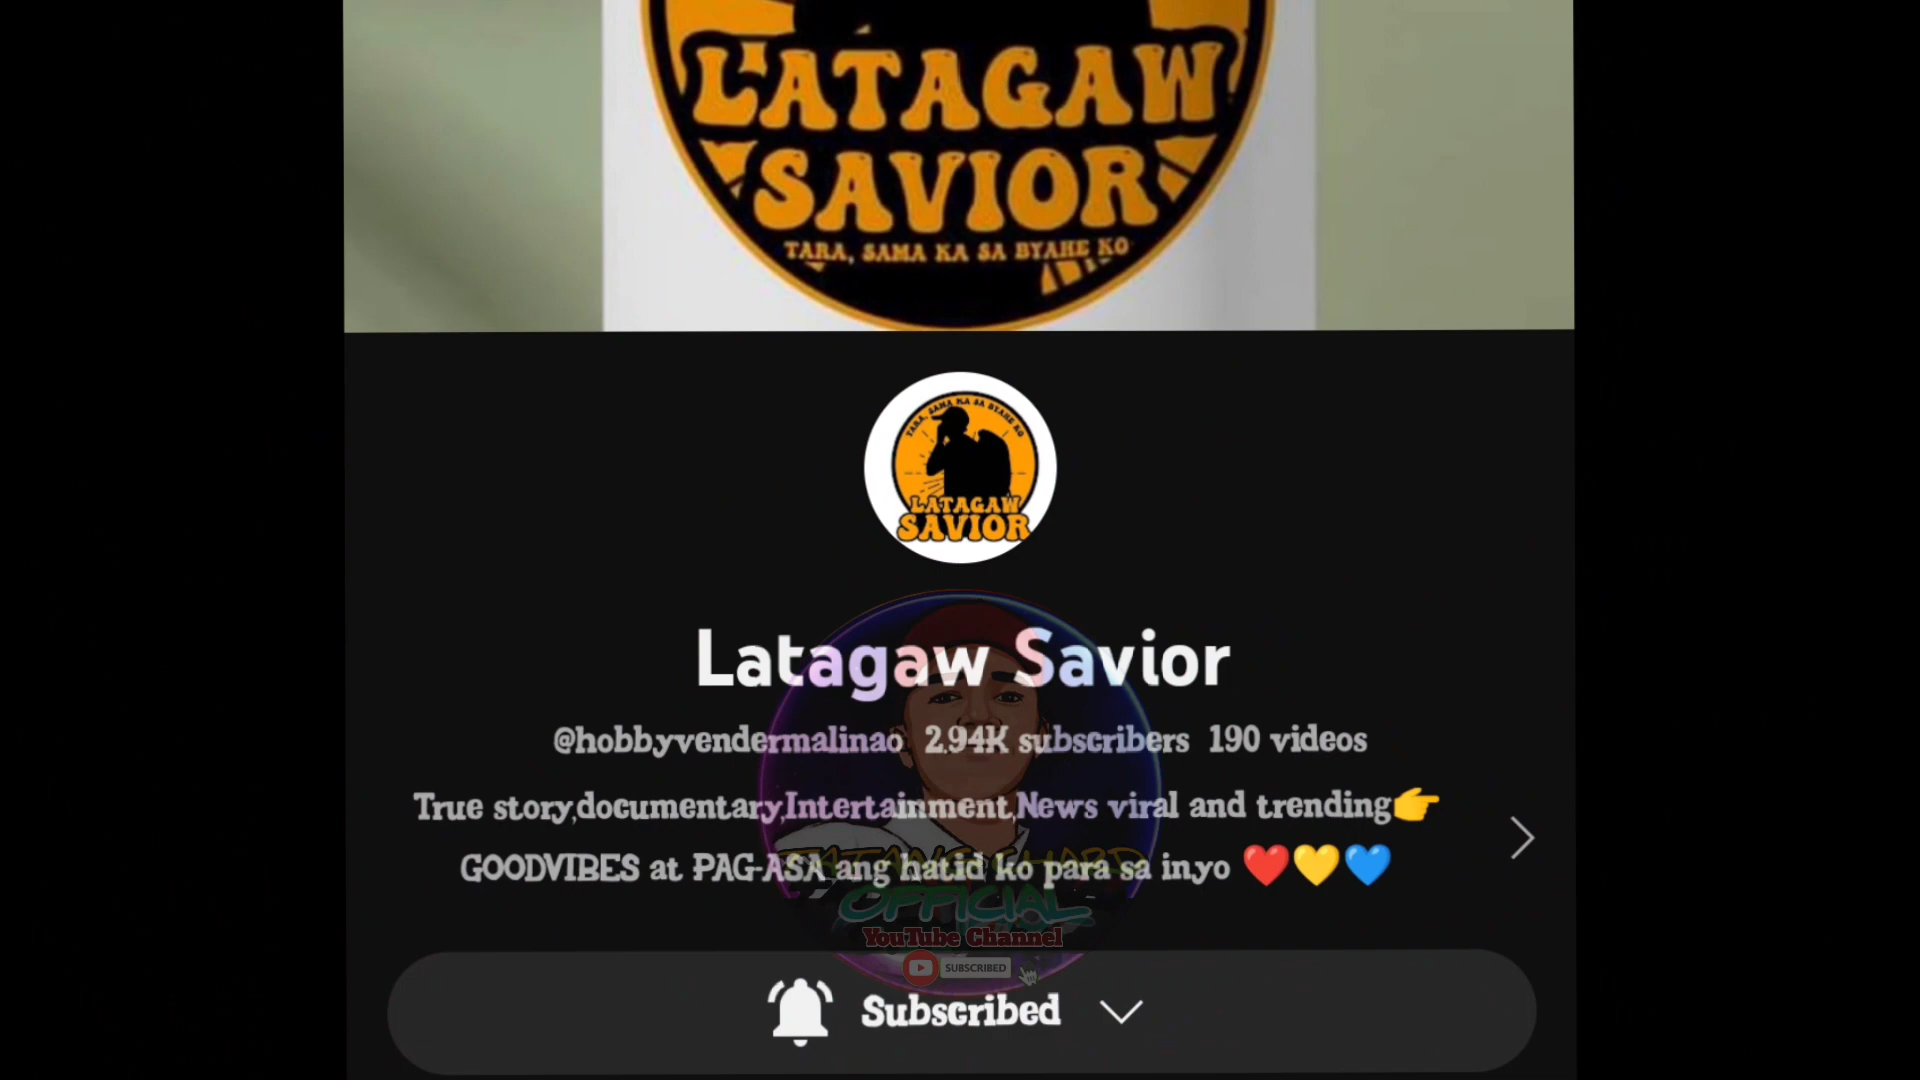 LATAGAW
SAVIOR
TARA, SAMA KA SA BYAHE KO
TARA, SAMA KA SA BYAHE KO
LATAGAW
SAVIOR
Latagaw Savior
@hobbyvendermalinao 2.94K subscribers 190 videos
True story,documentary,Intertainment,News viral and trending👉
GOODVIBES at PAG-ASA ang hatid ko para sa inyo ❤️💛💙
OFFICIAL
YouTube Channel
SUBSCRIBED
Subscribed